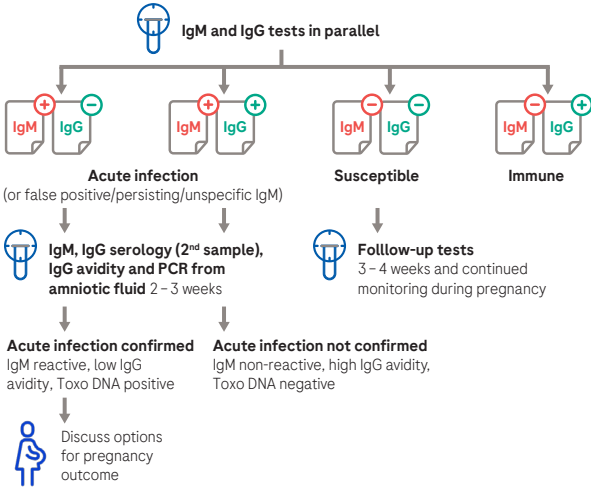 IgM and IgG tests in parallel
+ − + + − − − +
IgM IgG IgM IgG IgM IgG IgM IgG
Acute infection
(or false positive/persisting/unspecific IgM)
Susceptible
Immune
IgM, IgG serology (2nd sample),
IgG avidity and PCR from
amniotic fluid 2 – 3 weeks
Folllow-up tests
3 – 4 weeks and continued
monitoring during pregnancy
Acute infection confirmed
IgM reactive, low IgG
avidity, Toxo DNA positive
Acute infection not confirmed
IgM non-reactive, high IgG avidity,
Toxo DNA negative
Discuss options
for pregnancy
outcome